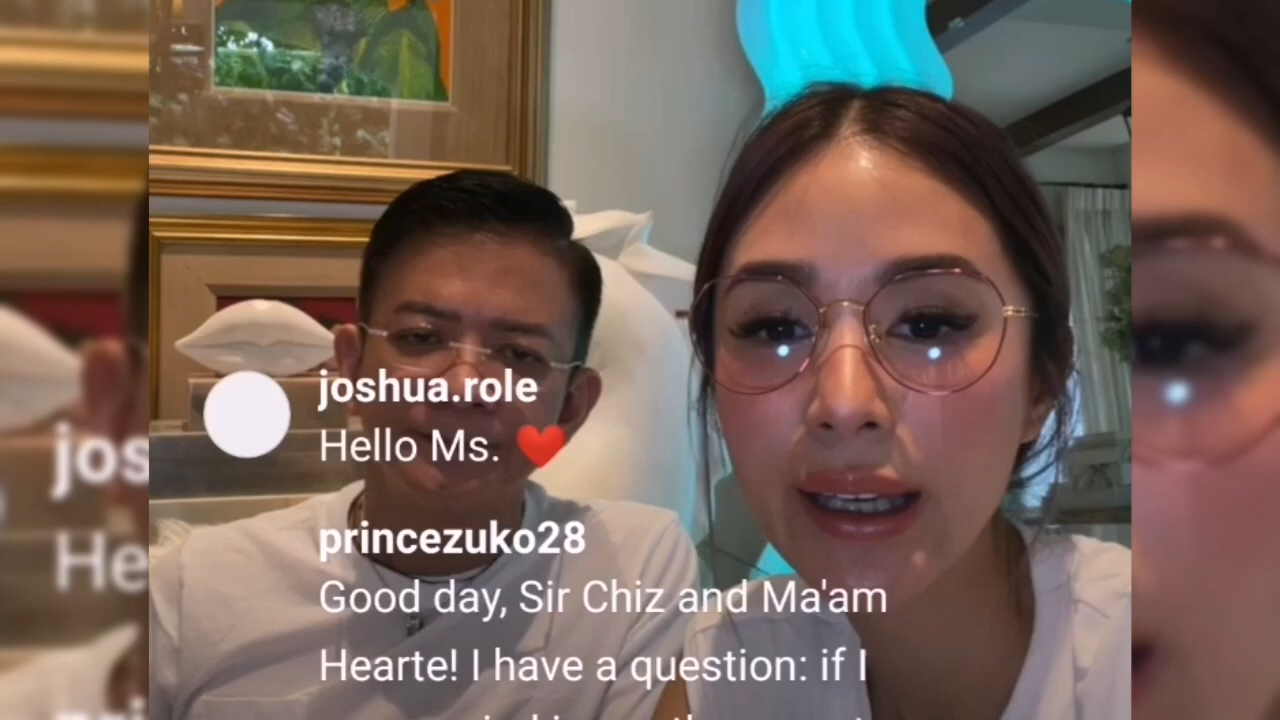 joshua.role
Hello Ms. ❤️
princezuko28
Good day, Sir Chiz and Ma'am
Hearte! I have a question: if I